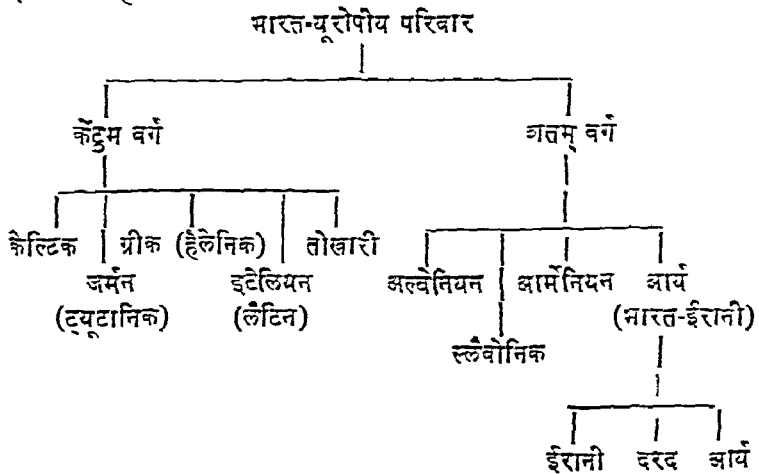 भारत-यूरोपीय परिवार
केंटुम वर्ग शतम् वर्ग
कैल्टिक ग्रीक (हैलेनिक) तोखारी
जर्मन इटैलियन अल्बेनियन आर्मेनियन आर्य
(ट्यूटानिक) (लैटिन) (भारत-ईरानी)
स्लैवोनिक
ईरानी दरद आर्य